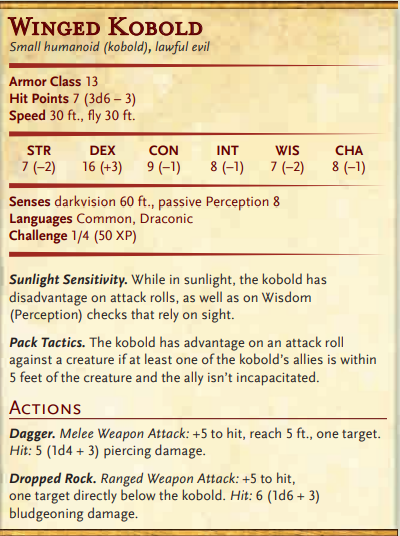 Winged Kobold
Small humanoid (kobold), lawful evil
Armor Class 13
Hit Points 7 (3d6 – 3)
Speed 30 ft., fly 30 ft.
STR DEX CON INT WIS CHA
7 (–2) 16 (+3) 9 (–1) 8 (–1) 7 (–2) 8 (–1)
Senses darkvision 60 ft., passive Perception 8
Languages Common, Draconic
Challenge 1/4 (50 XP)
Sunlight Sensitivity. While in sunlight, the kobold has
disadvantage on attack rolls, as well as on Wisdom
(Perception) checks that rely on sight.
Pack Tactics. The kobold has advantage on an attack roll
against a creature if at least one of the kobold's allies is within
5 feet of the creature and the ally isn't incapacitated.
Actions
Dagger. Melee Weapon Attack: +5 to hit, reach 5 ft., one target.
Hit: 5 (1d4 + 3) piercing damage.
Dropped Rock. Ranged Weapon Attack: +5 to hit,
one target directly below the kobold. Hit: 6 (1d6 + 3)
bludgeoning damage.